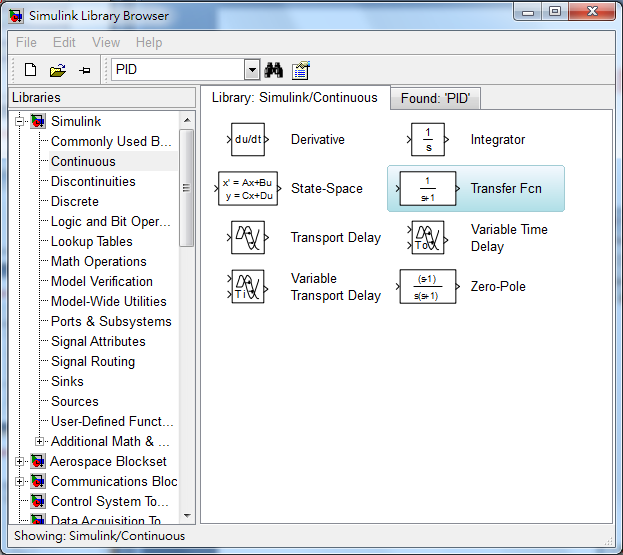 Simulink Library Browser
File Edit View Help
PID
Libraries
Library: Simulink/Continuous
Found: 'PID'
Simulink
Commonly Used B...
Continuous
Discontinuities
Discrete
Logic and Bit Oper...
Lookup Tables
Math Operations
Model Verification
Model-Wide Utilities
Ports & Subsystems
Signal Attributes
Signal Routing
Sinks
Sources
User-Defined Funct...
Additional Math & ...
Aerospace Blockset
Communications Bloc
Control System To...
Data Acquisition To...
du/dt
Derivative
1
s
Integrator
x' = Ax+Bu
y = Cx+Du
State-Space
1
s+1
Transfer Fcn
Transport Delay
To
Variable Time
Delay
Ti
Variable
Transport Delay
(s-1)
s(s+1)
Zero-Pole
Showing: Simulink/Continuous